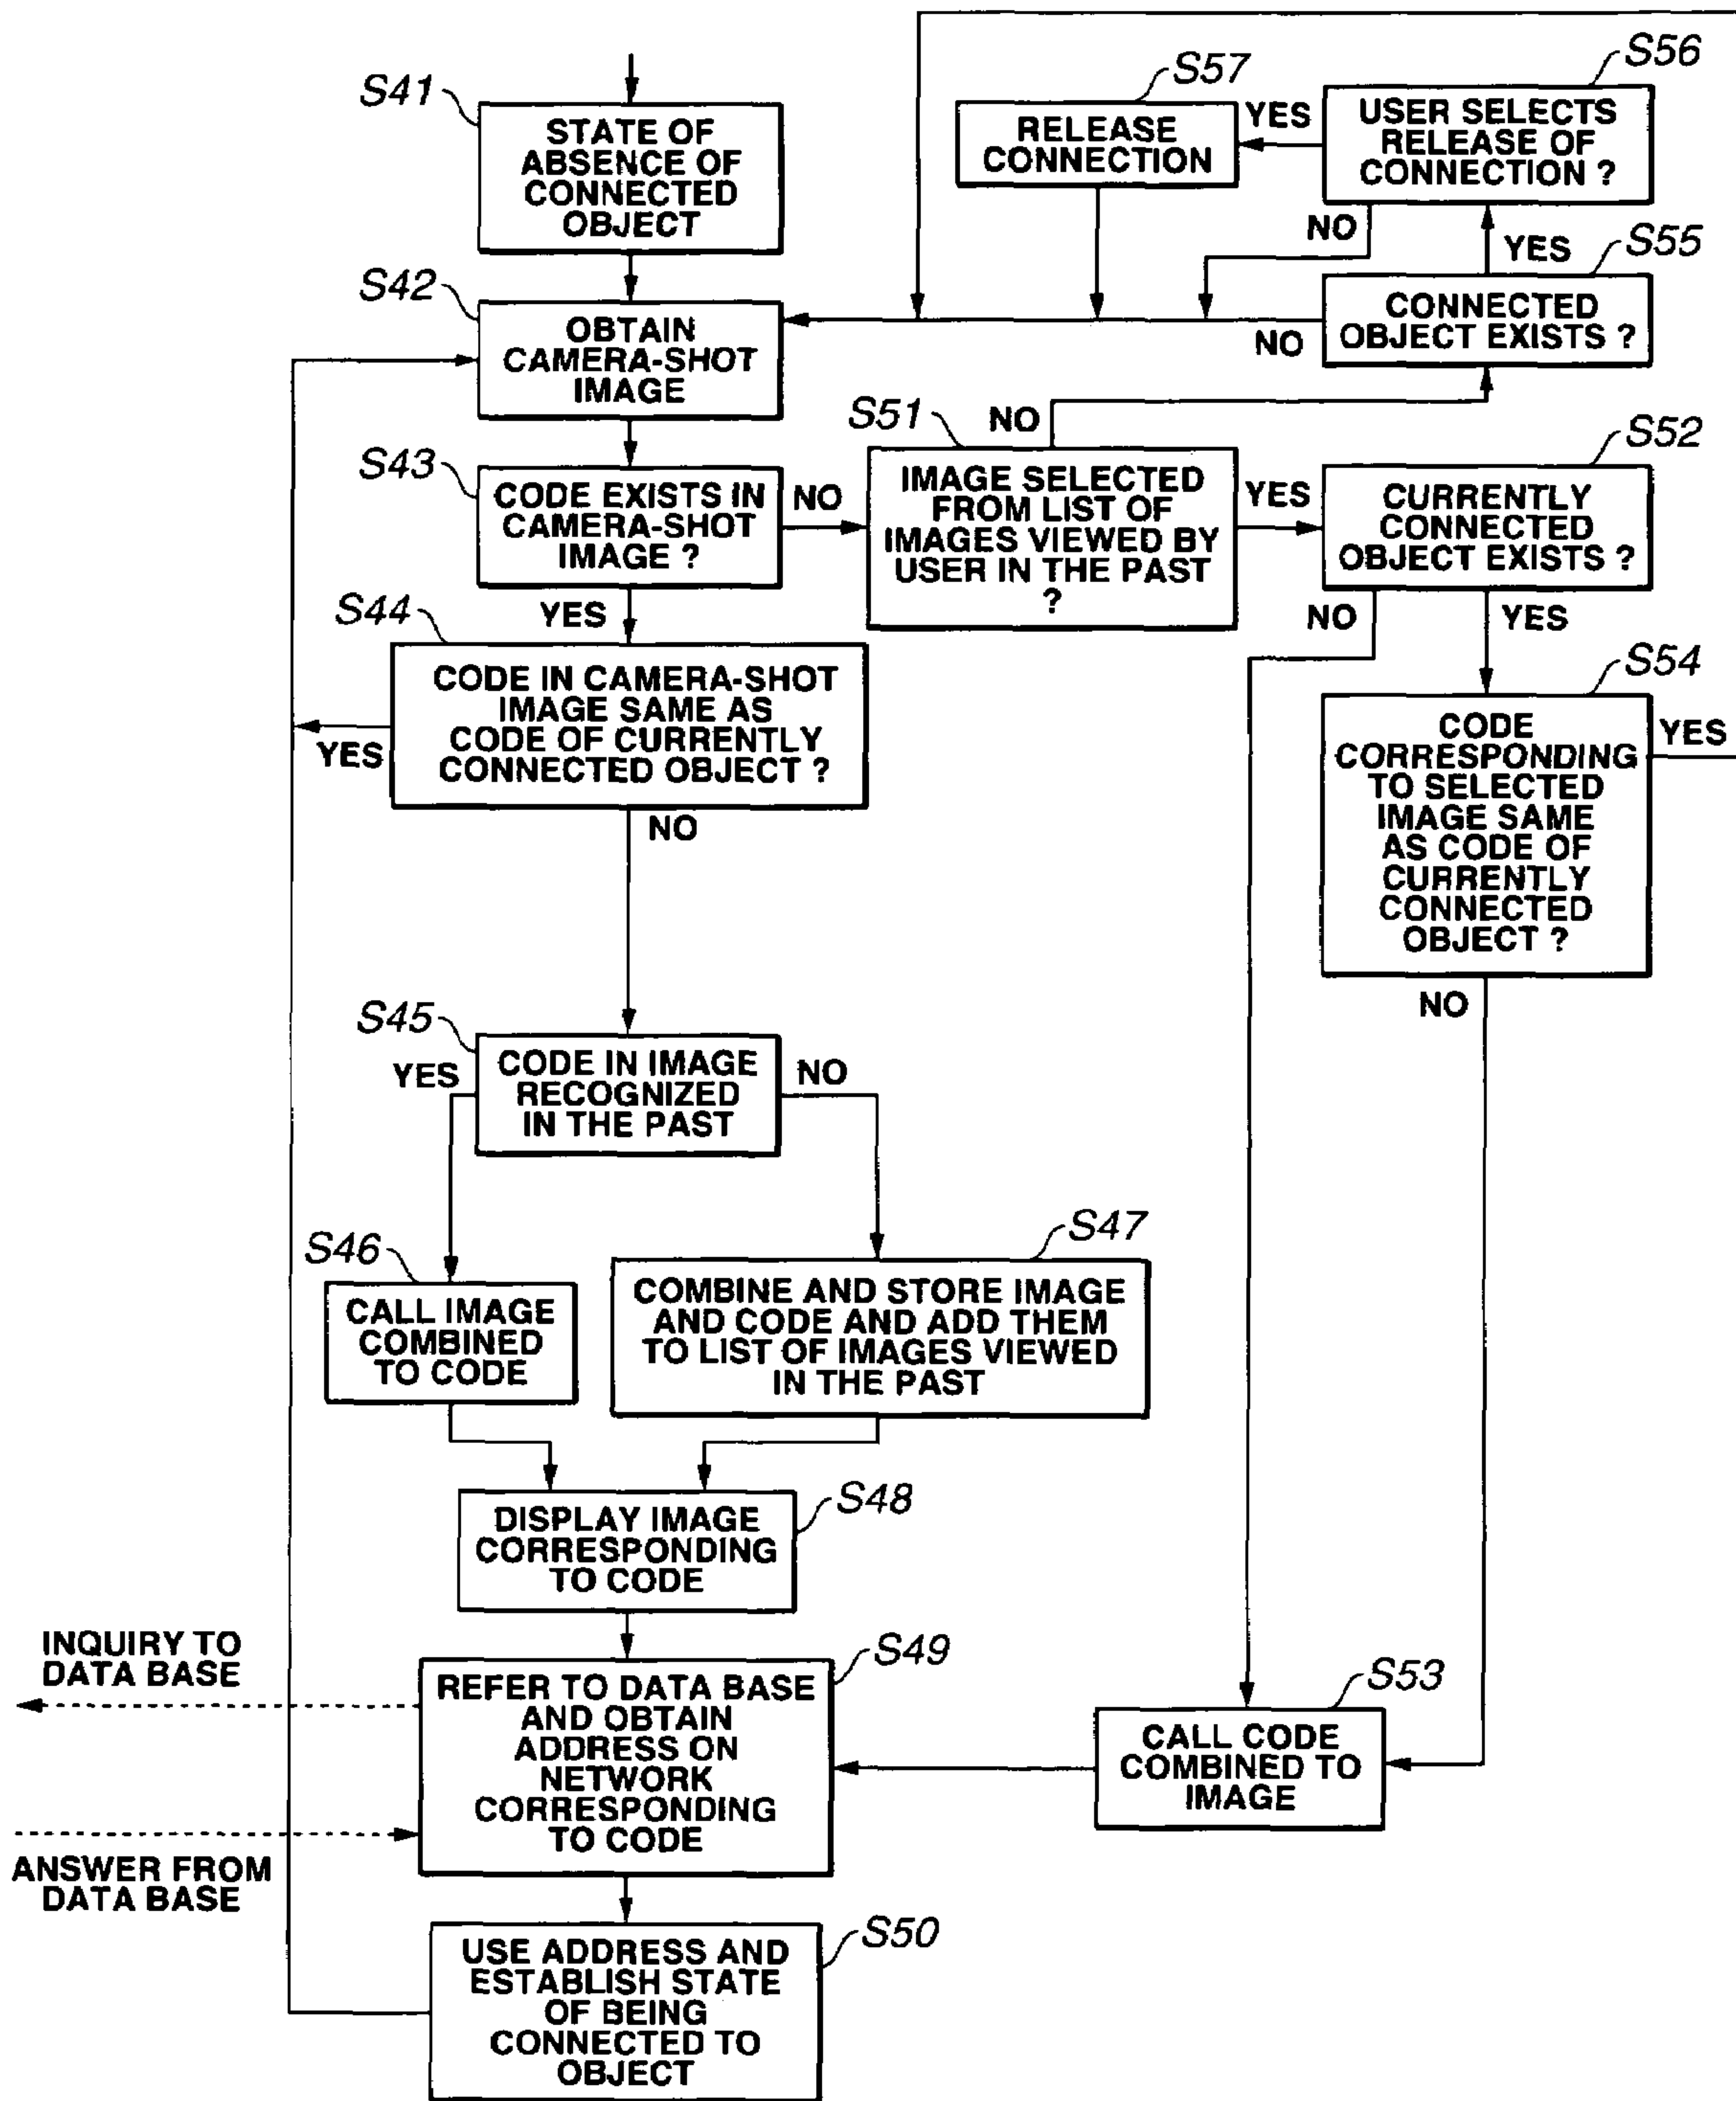 S41
STATE OF
ABSENCE OF
CONNECTED
OBJECT
S57
RELEASE
CONNECTION
YES
S56
USER SELECTS
RELEASE OF
CONNECTION ?
NO
YES
S55
CONNECTED
OBJECT EXISTS ?
NO
S42
OBTAIN
CAMERA-SHOT
IMAGE
S43
CODE EXISTS IN
CAMERA-SHOT
IMAGE ?
NO
YES
S51
NO
IMAGE SELECTED
FROM LIST OF
IMAGES VIEWED BY
USER IN THE PAST
?
YES
S52
CURRENTLY
CONNECTED
OBJECT EXISTS ?
NO
YES
S44
CODE IN CAMERA-SHOT
IMAGE SAME AS
CODE OF CURRENTLY
CONNECTED OBJECT ?
YES
NO
S54
CODE
CORRESPONDING
TO SELECTED
IMAGE SAME
AS CODE OF
CURRENTLY
CONNECTED
OBJECT ?
YES
NO
S45
CODE IN IMAGE
RECOGNIZED
IN THE PAST
YES
NO
S46
CALL IMAGE
COMBINED
TO CODE
S47
COMBINE AND STORE IMAGE
AND CODE AND ADD THEM
TO LIST OF IMAGES VIEWED
IN THE PAST
S48
DISPLAY IMAGE
CORRESPONDING
TO CODE
INQUIRY TO
DATA BASE
S49
REFER TO DATA BASE
AND OBTAIN
ADDRESS ON
NETWORK
CORRESPONDING
TO CODE
S53
CALL CODE
COMBINED TO
IMAGE
ANSWER FROM
DATA BASE
S50
USE ADDRESS AND
ESTABLISH STATE
OF BEING
CONNECTED TO
OBJECT